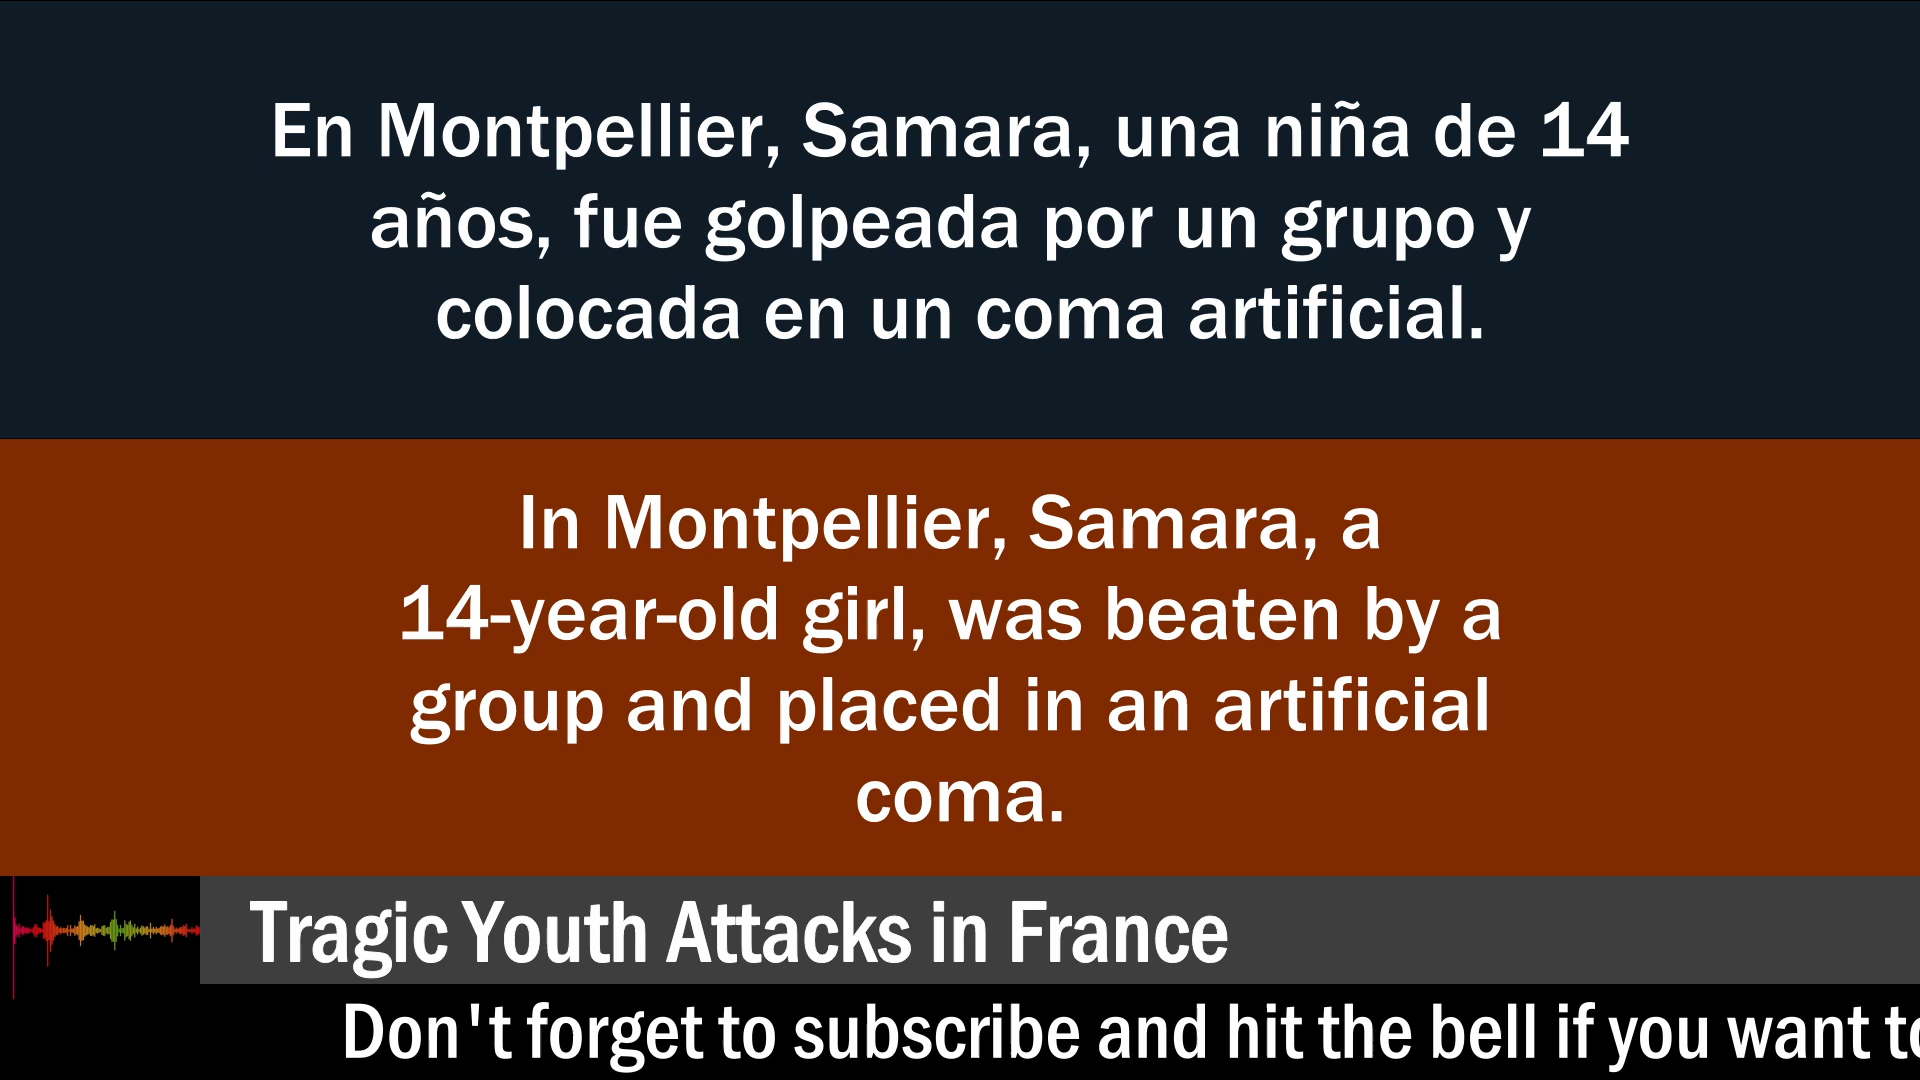 En Montpellier, Samara, una niña de 14
años, fue golpeada por un grupo y
colocada en un coma artificial.
In Montpellier, Samara, a
14-year-old girl, was beaten by a
group and placed in an artificial
coma.
Tragic Youth Attacks in France
Don't forget to subscribe and hit the bell if you want